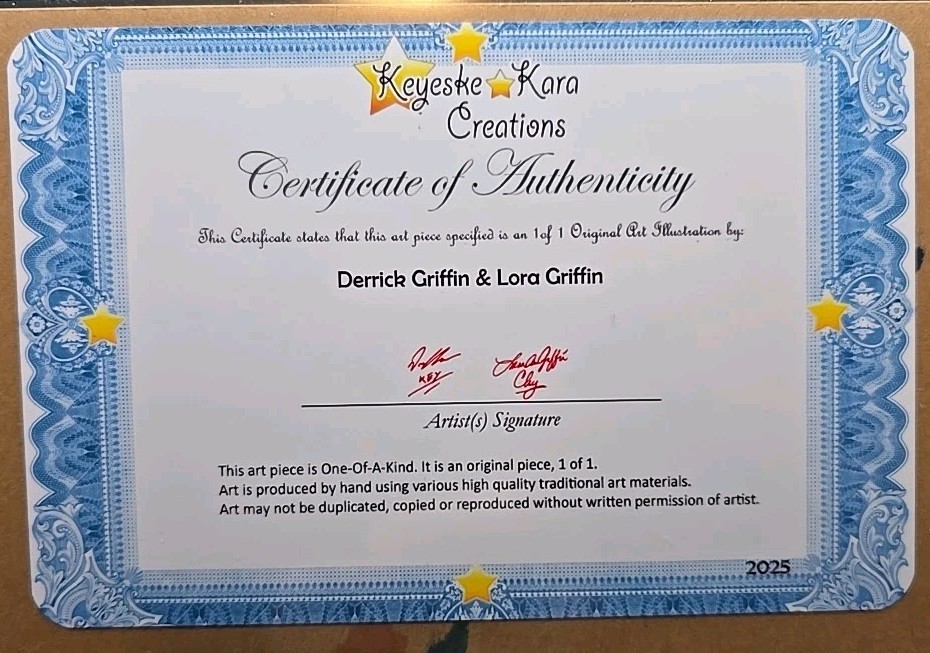 Keyeske Kara
Creations
Certificate of Authenticity
This Certificate states that this art piece specified is an 1of 1 Original Art Illustration by:
Derrick Griffin & Lora Griffin
KEY
Artist(s) Signature
This art piece is One-Of-A-Kind. It is an original piece, 1 of 1.
Art is produced by hand using various high quality traditional art materials.
Art may not be duplicated, copied or reproduced without written permission of artist.
2025